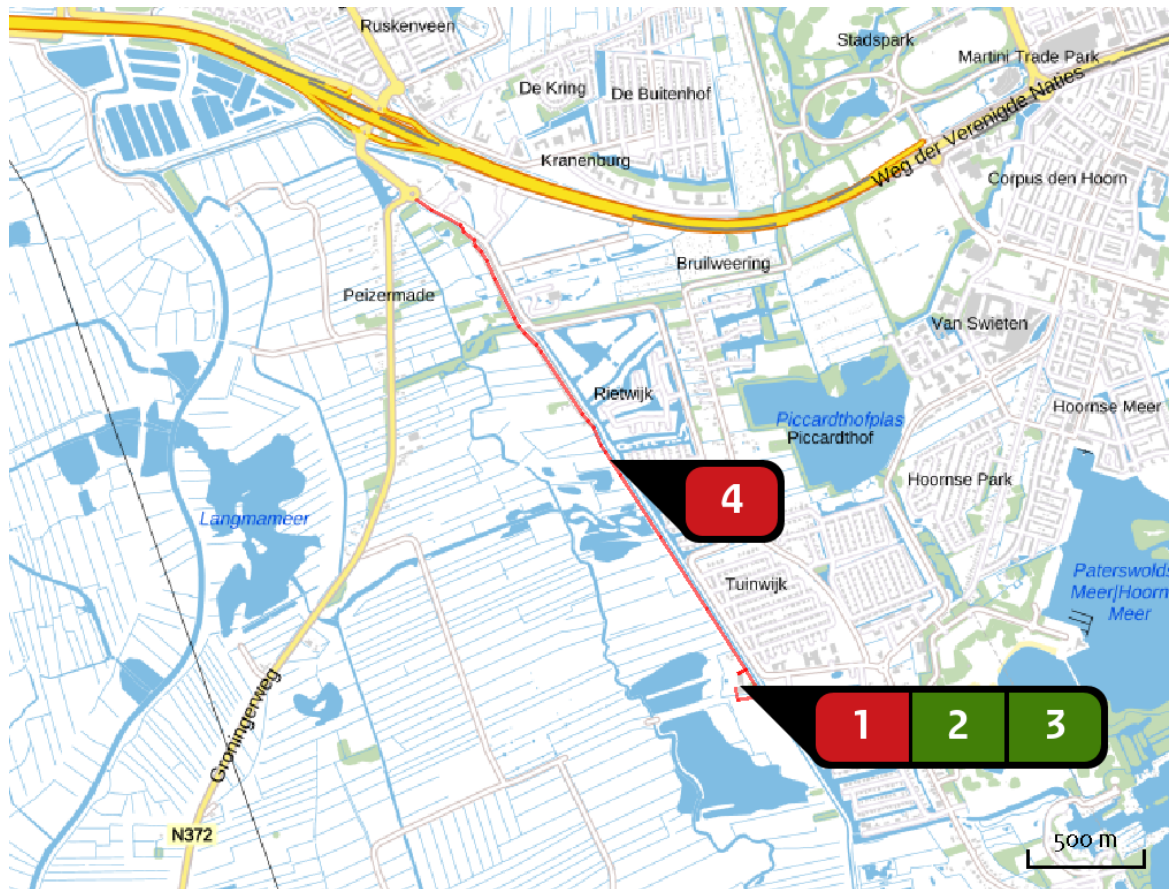 Ruskenveen
Stadspark
Martini Trade Park
De Kring
De Buitenhof
Weg der Verenigde Naties
Kranenburg
Corpus den Hoorn
Bruilweering
Peizermade
Van Swieten
Rietwijk
Hoornse Meer
Piccardthofplas
Piccardthof
Hoornse Park
4
Langmameer
Tuinwijk
Paterswolds
Meer|Hoorn
Meer
1 2 3
Groningerweg
N372
500 m